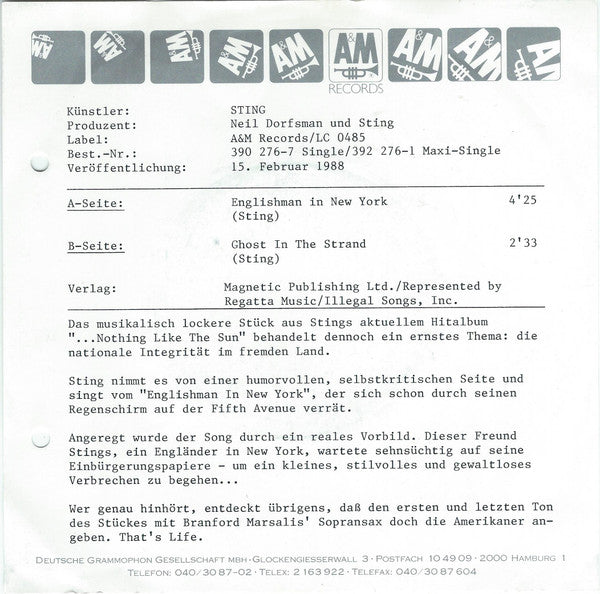 A&M A&M A&M A&M A&M A&M A&M A&M A&M
RECORDS
Künstler: STING
Produzent: Neil Dorfsman und Sting
Label: A&M Records/LC 0485
Best.-Nr.: 390 276-7 Single/392 276-1 Maxi-Single
Veröffentlichung: 15. Februar 1988
A-Seite: Englishman in New York 4'25
(Sting)
B-Seite: Ghost In The Strand 2'33
(Sting)
Verlag: Magnetic Publishing Ltd./Represented by
Regatta Music/Illegal Songs, Inc.
Das musikalisch lockere Stück aus Stings aktuellem Hitalbum
"...Nothing Like The Sun" behandelt dennoch ein ernstes Thema: die
nationale Integrität im fremden Land.
Sting nimmt es von einer humorvollen, selbstkritischen Seite und
singt vom "Englishman In New York", der sich schon durch seinen
Regenschirm auf der Fifth Avenue verrät.
Angeregt wurde der Song durch ein reales Vorbild. Dieser Freund
Stings, ein Engländer in New York, wartete sehnsüchtig auf seine
Einbürgerungspapiere - um ein kleines, stilvolles und gewaltloses
Verbrechen zu begehen...
Wer genau hinhört, entdeckt übrigens, daß den ersten und letzten Ton
des Stückes mit Branford Marsalis' Sopransax doch die Amerikaner an-
geben. That's Life.
DEUTSCHE GRAMMOPHON GESELLSCHAFT MBH · GLOCKENGIESSERWALL 3 · POSTFACH 10 49 09 · 2000 HAMBURG 1
TELEFON: 040/30 87-02 · TELEX: 2 163 922 · TELEFAX: 040/30 87 604